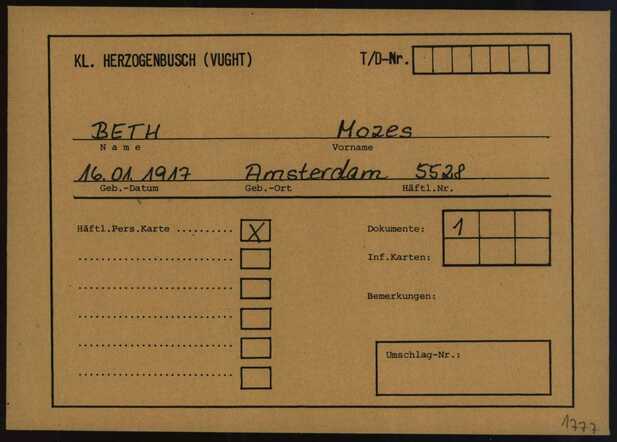 KL. HERZOGENBUSCH (VUGHT) T/D-Nr.
BETH Mozes
Name Vorname
16.01.1917 Amsterdam 5528
Geb.-Datum Geb.-Ort Häftl.Nr.
Häftl.Pers.Karte .......... X Dokumente: 1
Inf.Karten:
Bemerkungen:
Umschlag-Nr.:
1777